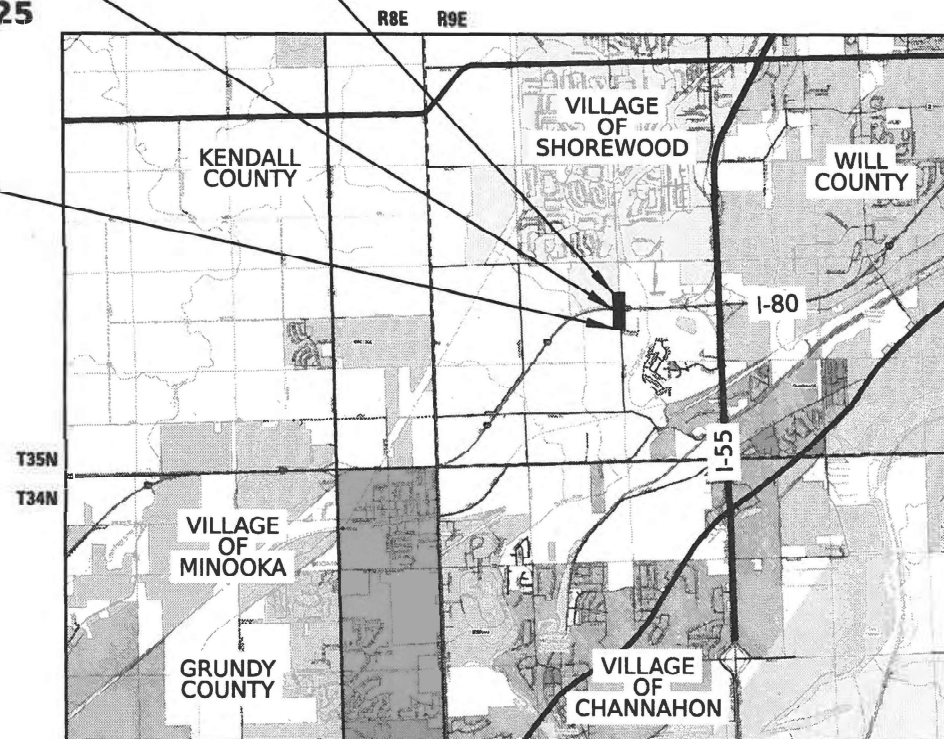 25
R8E R9E
VILLAGE
OF
SHOREWOOD
KENDALL
COUNTY
WILL
COUNTY
I-80
I-55
T35N
T34N
VILLAGE
OF
MINOOKA
GRUNDY
COUNTY
VILLAGE
OF
CHANNAHON